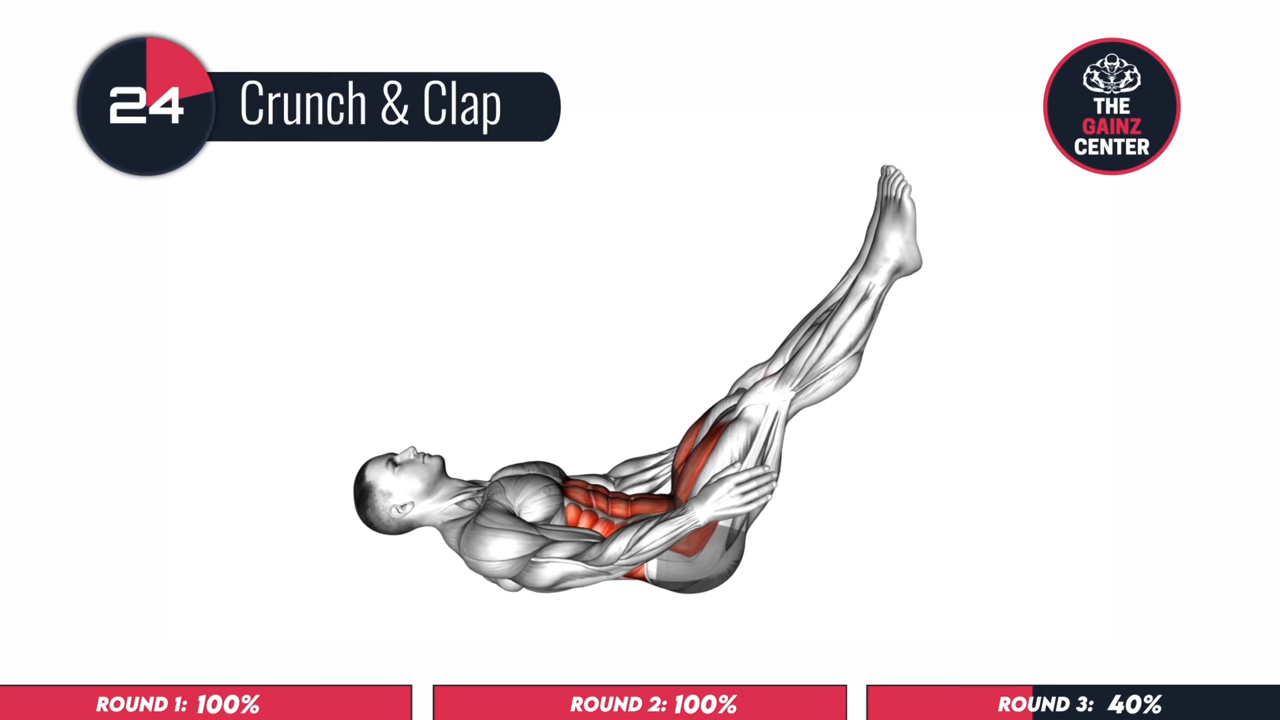 24
Crunch & Clap
THE
GAINZ
CENTER
ROUND 1: 100%
ROUND 2: 100%
ROUND 3: 40%